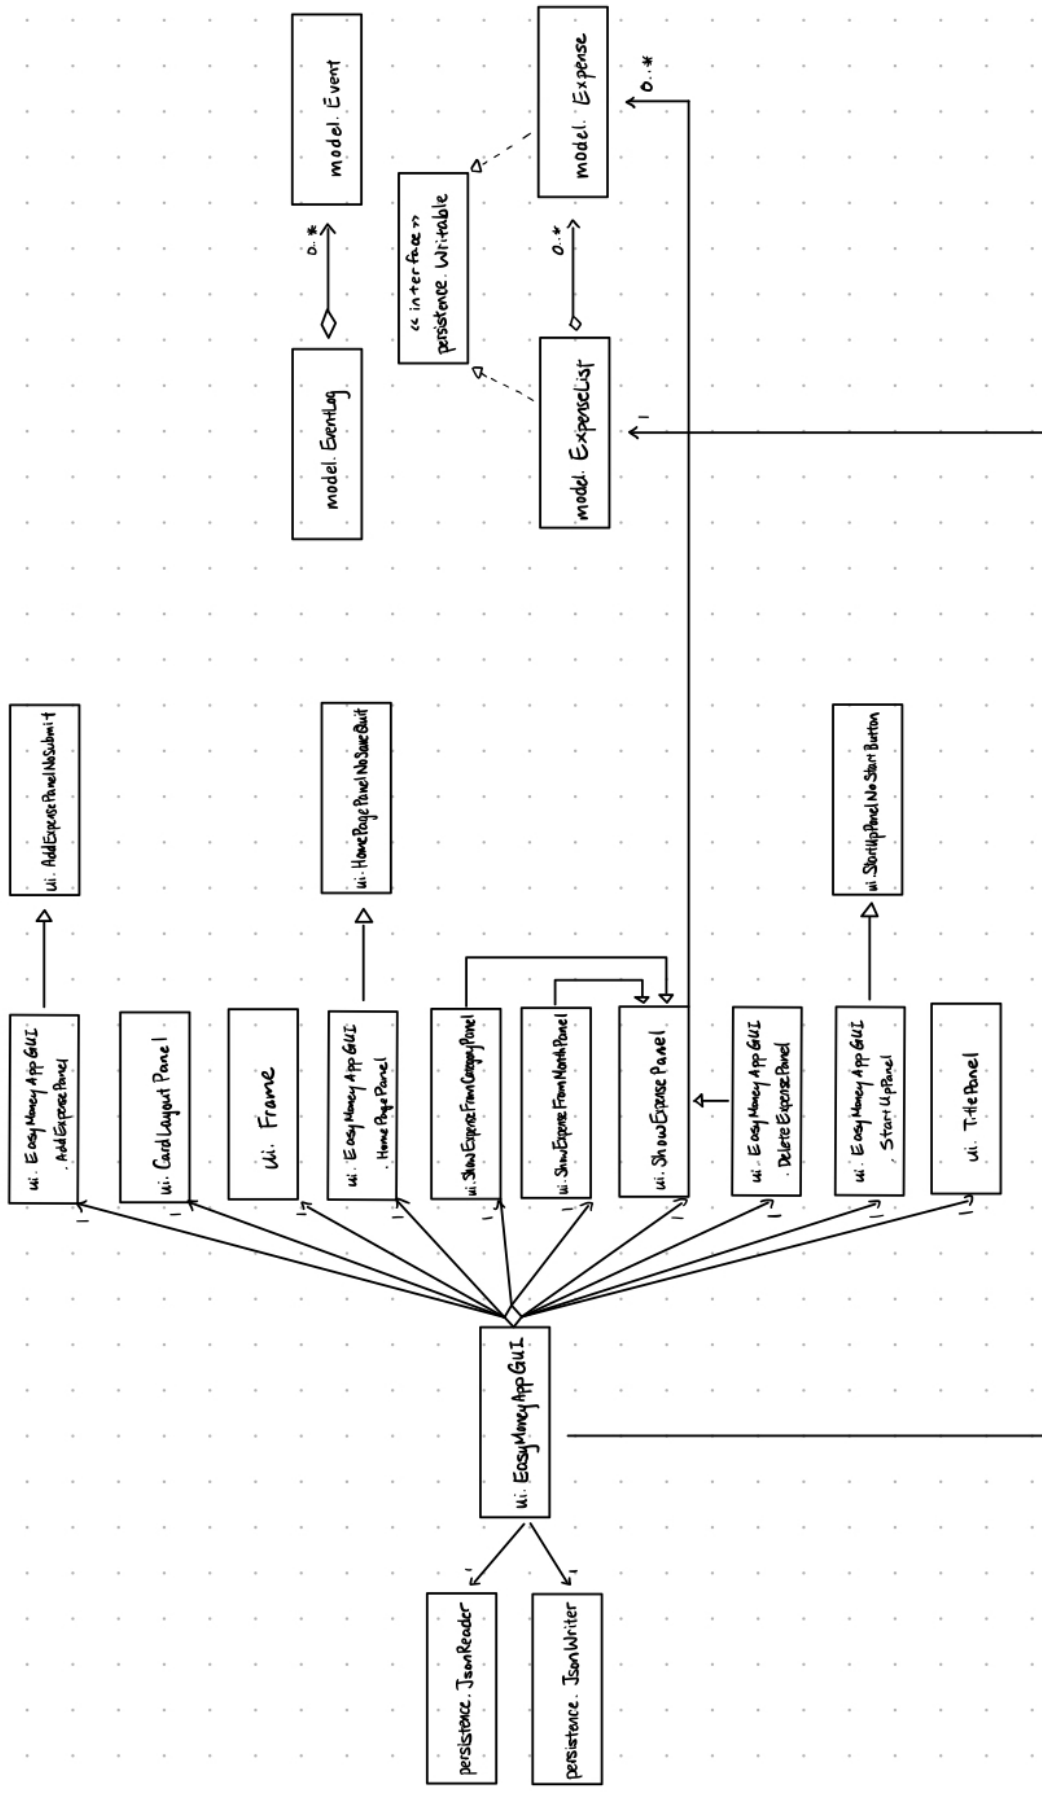 persistence. JsonReader
persistence. JsonWriter
1
1
ui. EasyMoneyAppGUI
1
1
1
1
1
1
1
1
1
1
ui. EasyMoneyAppGUI
. AddExpensePanel
ui. CardLayoutPanel
ui. Frame
ui. EasyMoneyAppGUI
. HomePagePanel
ui. ShowExpenseFromCategoryPanel
ui. ShowExpenseFromMonthPanel
ui. ShowExpensePanel
ui. EasyMoneyAppGUI
. DeleteExpensePanel
ui. EasyMoneyAppGUI
. StartUpPanel
ui. TitlePanel
ui. AddExpensePanelNoSubmit
ui. HomePagePanelNoSaveQuit
ui. StartUpPanelNoStartButton
model. EventLog
0..*
model. Event
<< interface >>
persistence. Writable
model. ExpenseList
0..*
model. Expense
1
0..*